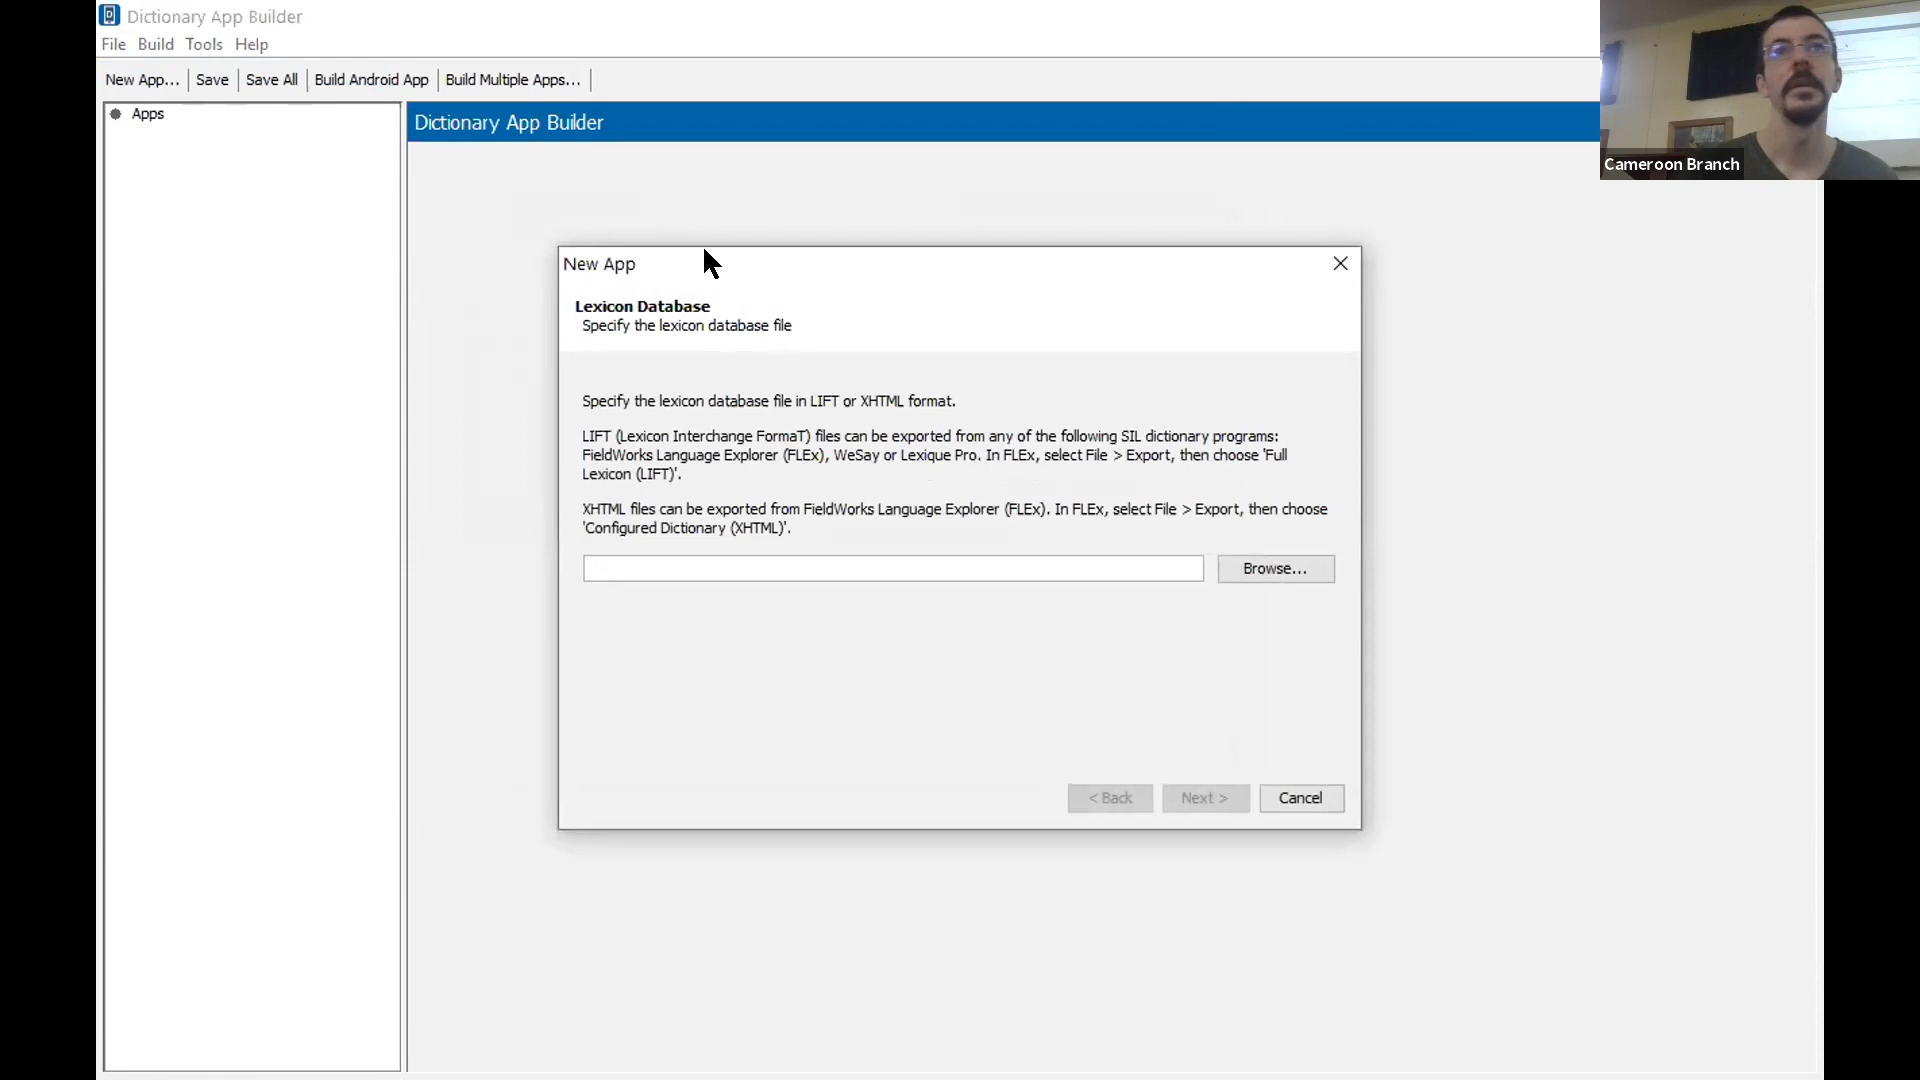 Dictionary App Builder
File Build Tools Help
New App... Save Save All Build Android App Build Multiple Apps...
Apps
Dictionary App Builder
Cameroon Branch
New App
Lexicon Database
Specify the lexicon database file
Specify the lexicon database file in LIFT or XHTML format.
LIFT (Lexicon Interchange FormaT) files can be exported from any of the following SIL dictionary programs:
FieldWorks Language Explorer (FLEx), WeSay or Lexique Pro. In FLEx, select File > Export, then choose 'Full
Lexicon (LIFT)'.
XHTML files can be exported from FieldWorks Language Explorer (FLEx). In FLEx, select File > Export, then choose
'Configured Dictionary (XHTML)'.
Browse...
< Back Next > Cancel